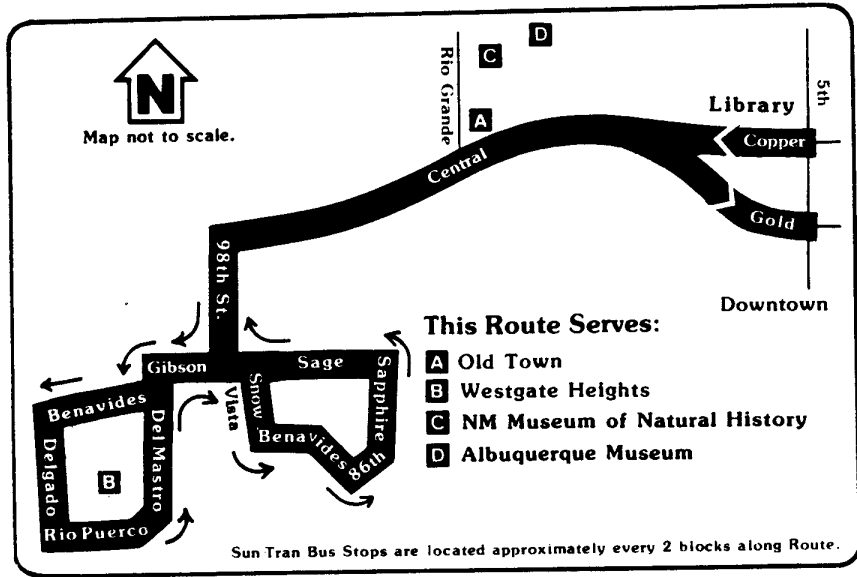 N
Map not to scale.
D
C
Rio Grande
A
Library
5th
Copper
Central
Gold
Downtown
98th St.
Gibson
Sage
Benavides
Vista
Snow
Benavides
Sapphire
86th
Delgado
Del Mastro
B
Rio Puerco
This Route Serves:
A Old Town
B Westgate Heights
C NM Museum of Natural History
D Albuquerque Museum
Sun Tran Bus Stops are located approximately every 2 blocks along Route.